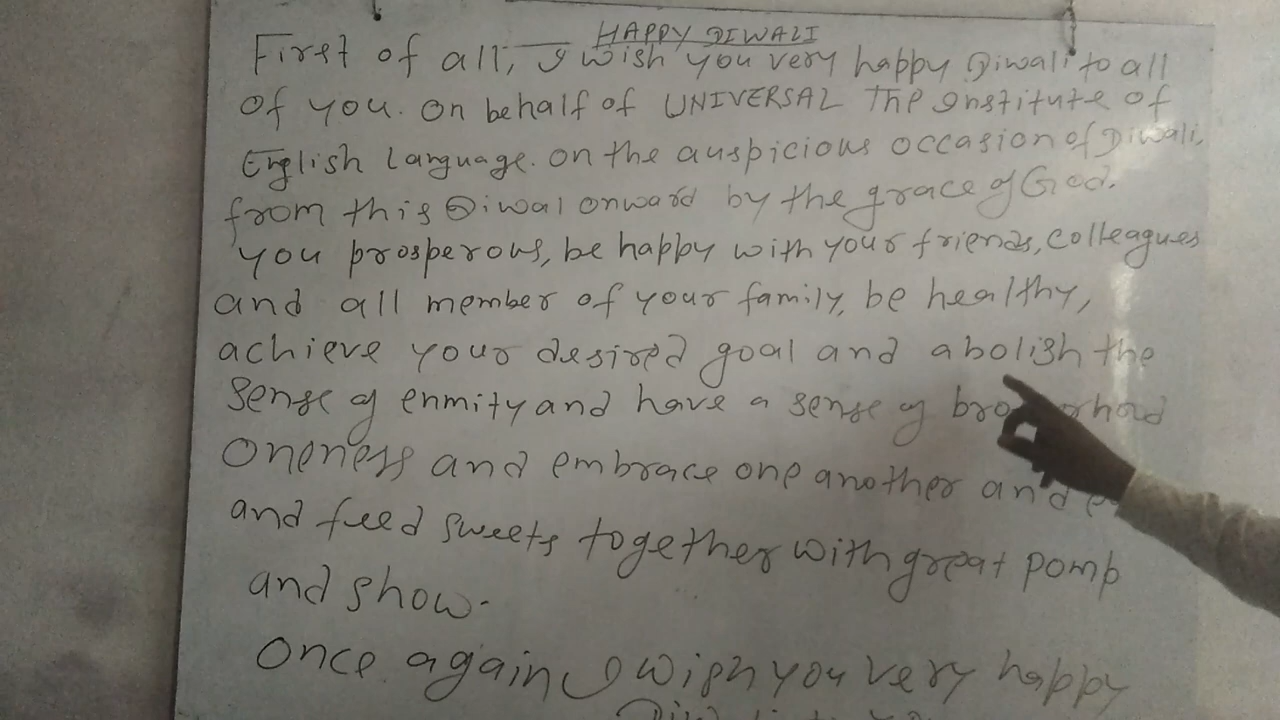 HAPPY DIWALI
First of all, I wish you very happy Diwali to all
of you. on behalf of UNIVERSAL The Institute of
English Language. on the auspicious occasion of Diwali,
from this Diwal onward by the grace of God.
you prosperous, be happy with your friends, colleagues
and all member of your family, be healthy,
achieve your desired goal and abolish the
sense of enmity and have a sense of
oneness and embrace one another and
and feed sweets together with great pomp
and show.
Once again I wish you very happy